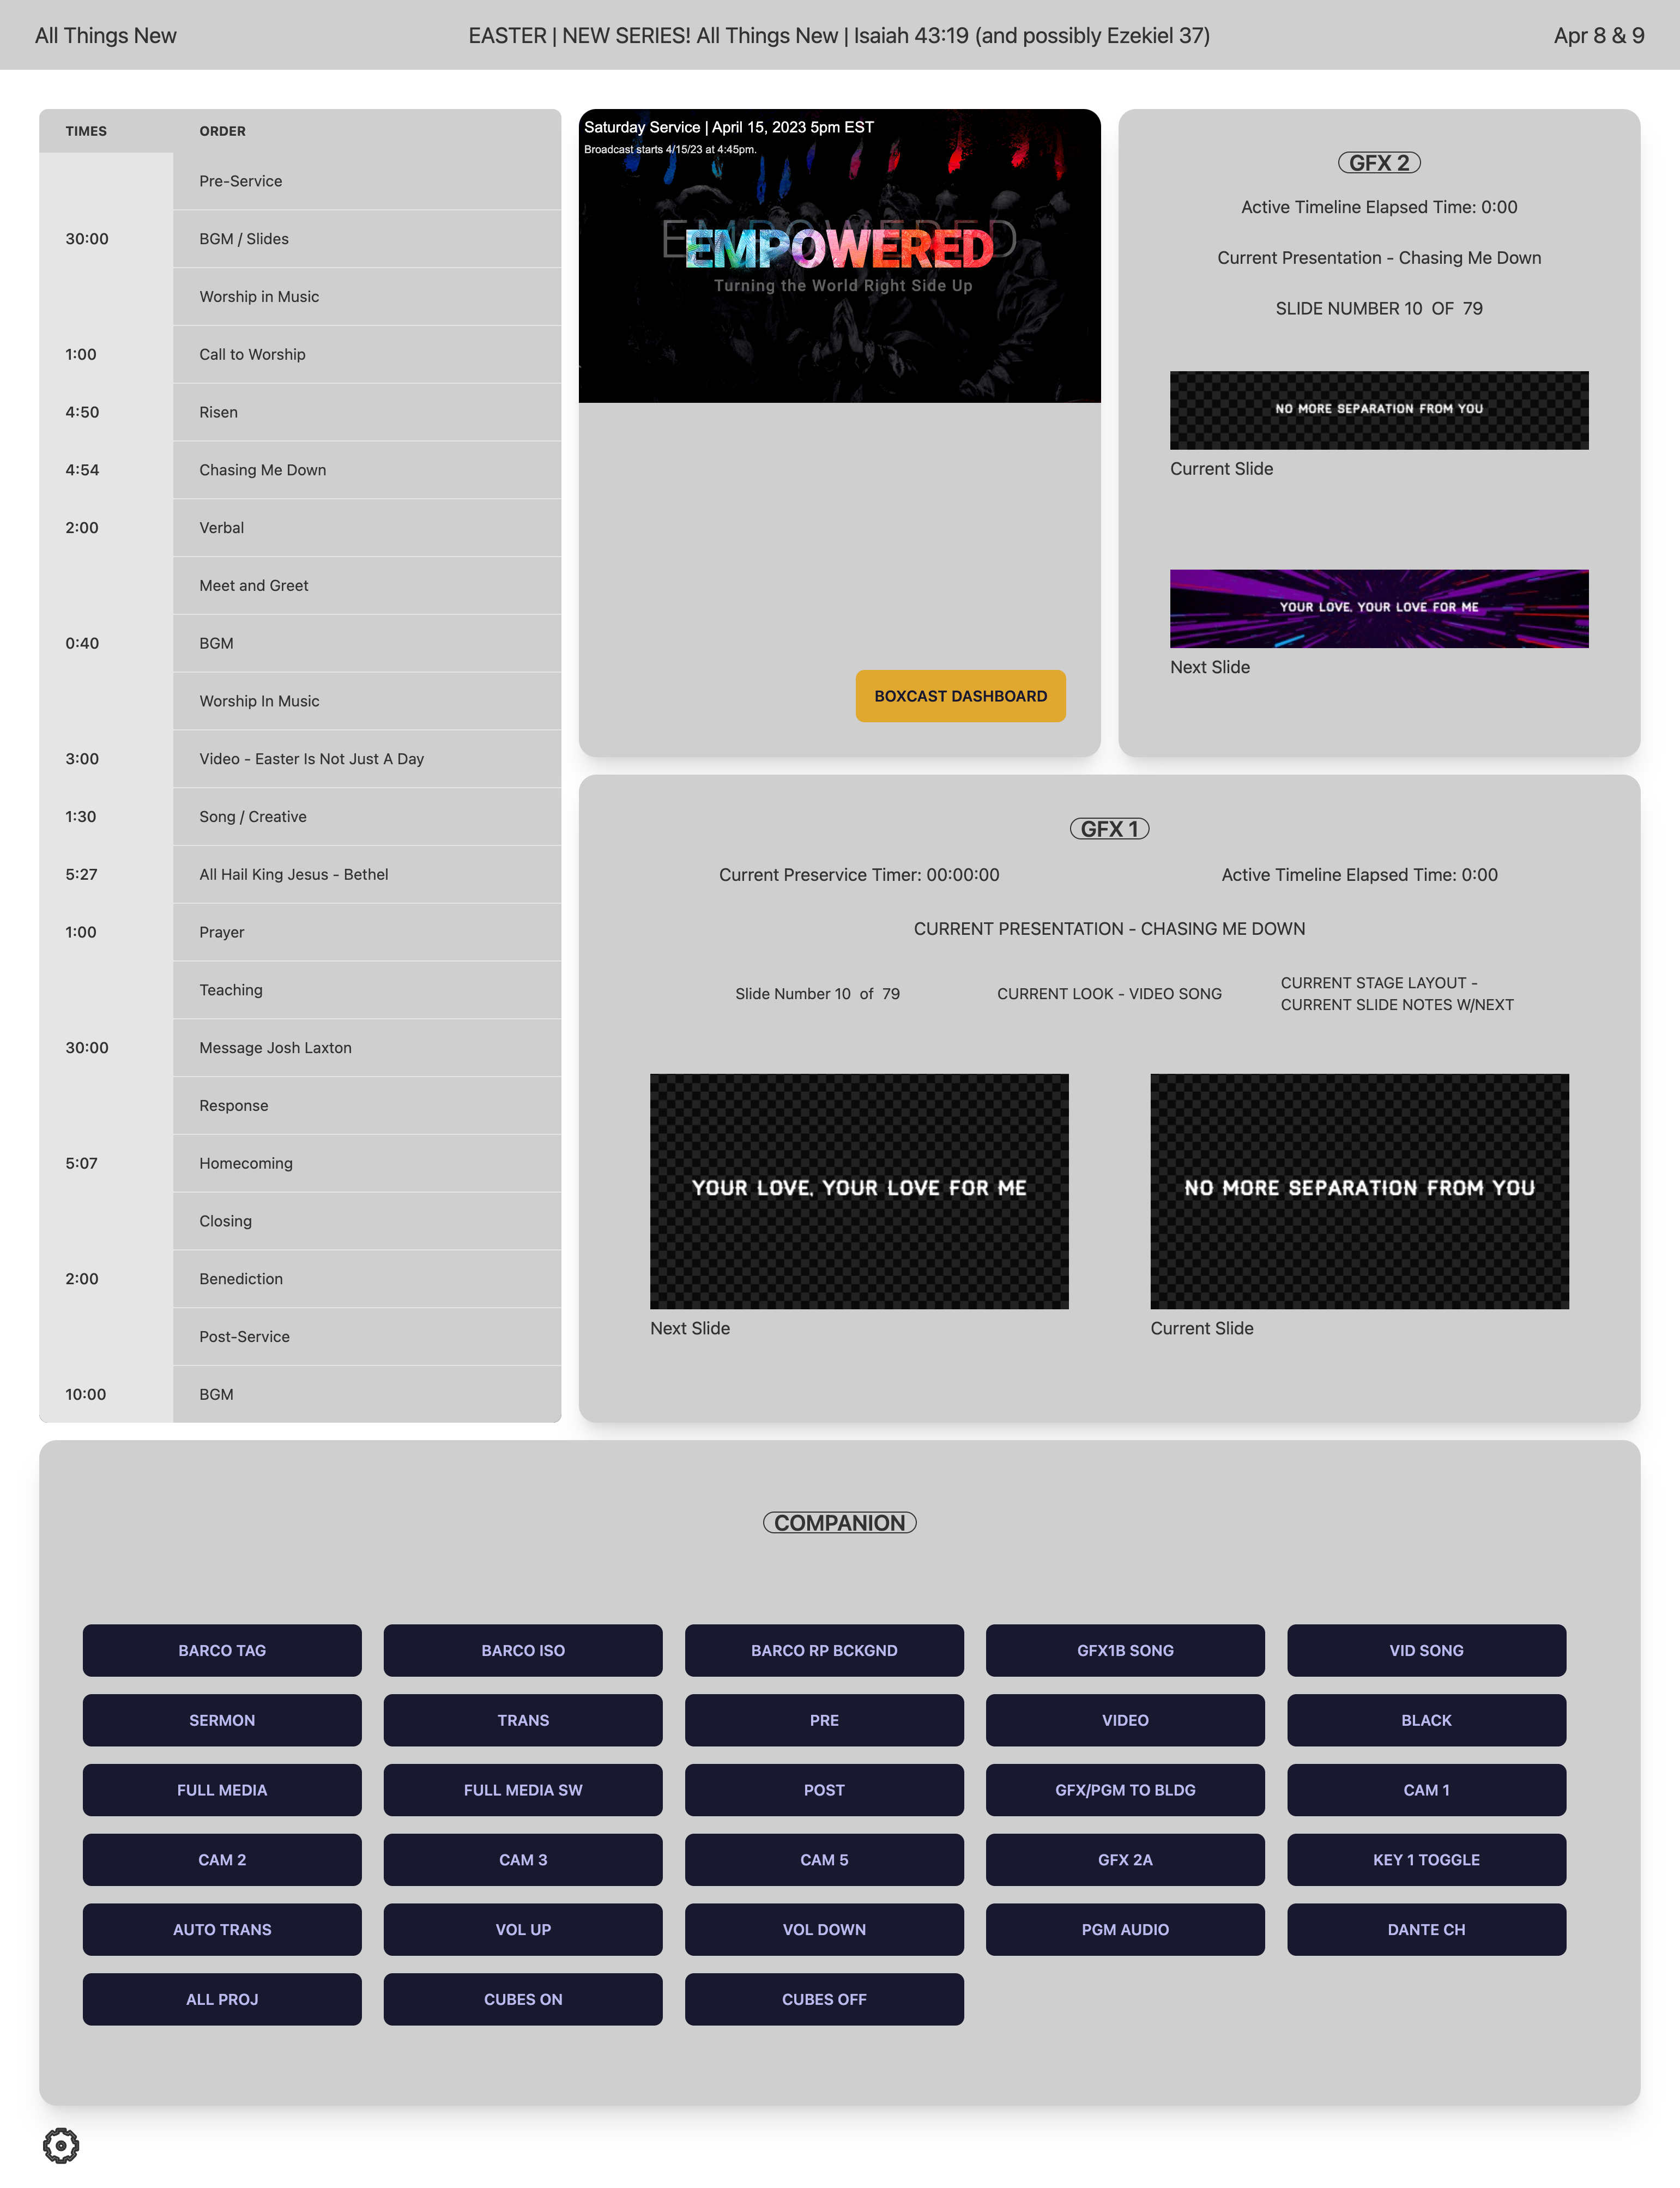 All Things New
EASTER | NEW SERIES! All Things New | Isaiah 43:19 (and possibly Ezekiel 37)
Apr 8 & 9
TIMES ORDER
Pre-Service
30:00 BGM / Slides
Worship in Music
1:00 Call to Worship
4:50 Risen
4:54 Chasing Me Down
2:00 Verbal
Meet and Greet
0:40 BGM
Worship In Music
3:00 Video - Easter Is Not Just A Day
1:30 Song / Creative
5:27 All Hail King Jesus - Bethel
1:00 Prayer
Teaching
30:00 Message Josh Laxton
Response
5:07 Homecoming
Closing
2:00 Benediction
Post-Service
10:00 BGM
Saturday Service | April 15, 2023 5pm EST
Broadcast starts 4/15/23 at 4:45pm.
EMPOWERED
EMPOWERED
Turning the World Right Side Up
BOXCAST DASHBOARD
GFX 2
Active Timeline Elapsed Time: 0:00
Current Presentation - Chasing Me Down
SLIDE NUMBER 10 OF 79
NO MORE SEPARATION FROM YOU
Current Slide
YOUR LOVE, YOUR LOVE FOR ME
Next Slide
GFX 1
Current Preservice Timer: 00:00:00
Active Timeline Elapsed Time: 0:00
CURRENT PRESENTATION - CHASING ME DOWN
Slide Number 10 of 79
CURRENT LOOK - VIDEO SONG
CURRENT STAGE LAYOUT -
CURRENT SLIDE NOTES W/NEXT
YOUR LOVE, YOUR LOVE FOR ME
Next Slide
NO MORE SEPARATION FROM YOU
Current Slide
COMPANION
BARCO TAG
BARCO ISO
BARCO RP BCKGND
GFX1B SONG
VID SONG
SERMON
TRANS
PRE
VIDEO
BLACK
FULL MEDIA
FULL MEDIA SW
POST
GFX/PGM TO BLDG
CAM 1
CAM 2
CAM 3
CAM 5
GFX 2A
KEY 1 TOGGLE
AUTO TRANS
VOL UP
VOL DOWN
PGM AUDIO
DANTE CH
ALL PROJ
CUBES ON
CUBES OFF